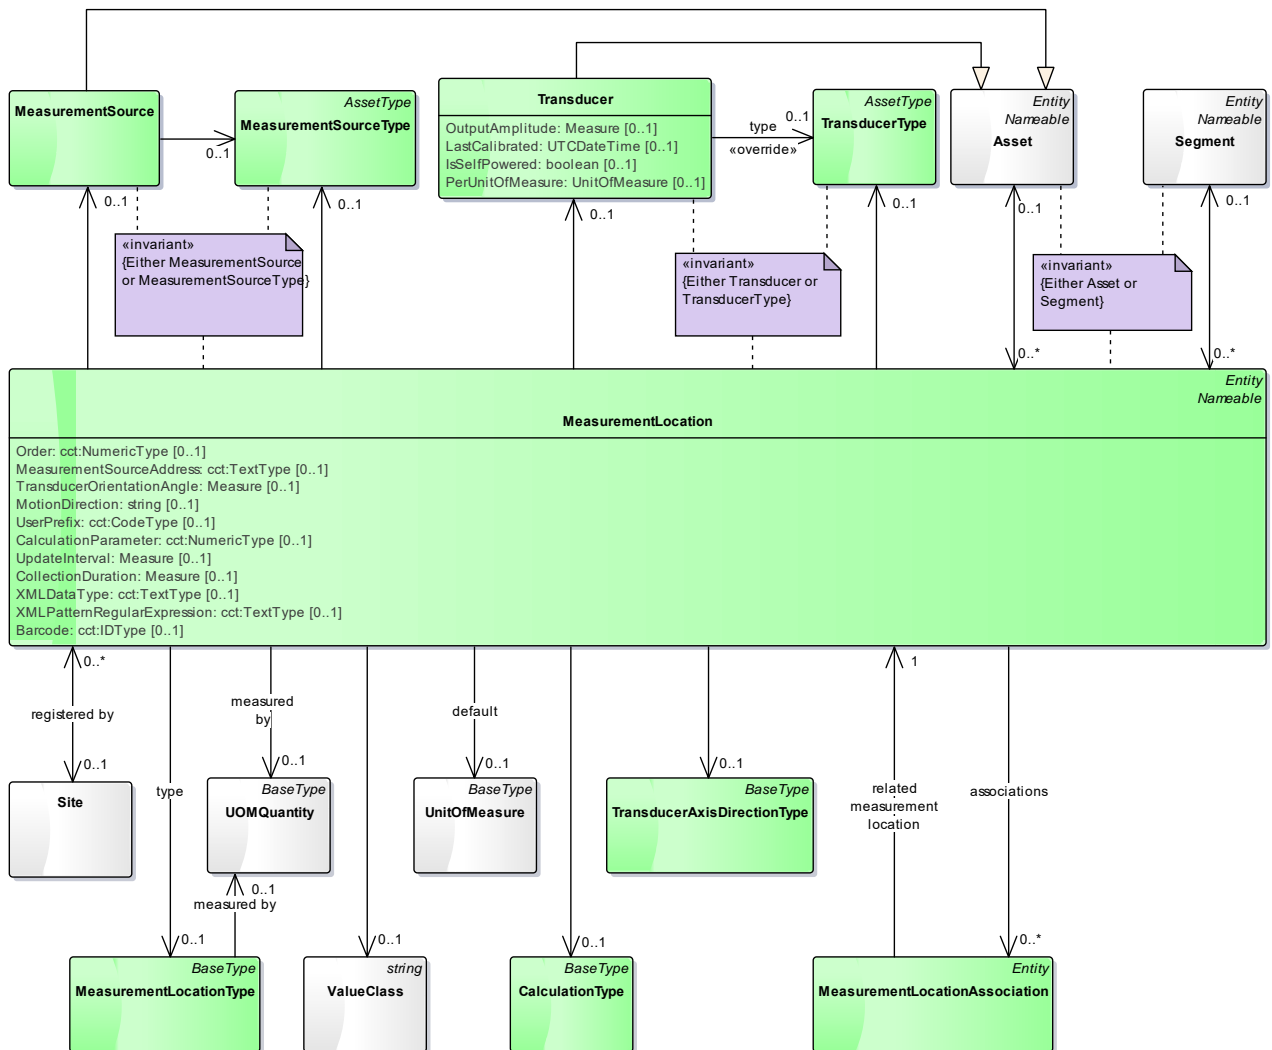 MeasurementSource
AssetType
MeasurementSourceType
0..1
Transducer
OutputAmplitude: Measure [0..1]
LastCalibrated: UTCDateTime [0..1]
IsSelfPowered: boolean [0..1]
PerUnitOfMeasure: UnitOfMeasure [0..1]
type
«override»
0..1
AssetType
TransducerType
Entity
Nameable
Asset
Entity
Nameable
Segment
0..1
0..1
0..1
0..1
0..1
0..1
«invariant»
{Either MeasurementSource
or MeasurementSourceType}
«invariant»
{Either Transducer or
TransducerType}
«invariant»
{Either Asset or
Segment}
0..*
0..*
Entity
Nameable
MeasurementLocation
Order: cct:NumericType [0..1]
MeasurementSourceAddress: cct:TextType [0..1]
TransducerOrientationAngle: Measure [0..1]
MotionDirection: string [0..1]
UserPrefix: cct:CodeType [0..1]
CalculationParameter: cct:NumericType [0..1]
UpdateInterval: Measure [0..1]
CollectionDuration: Measure [0..1]
XMLDataType: cct:TextType [0..1]
XMLPatternRegularExpression: cct:TextType [0..1]
Barcode: cct:IDType [0..1]
0..*
1
registered by
measured
by
default
0..1
0..1
0..1
0..1
Site
type
BaseType
UOMQuantity
BaseType
UnitOfMeasure
BaseType
TransducerAxisDirectionType
related
measurement
location
associations
0..1
measured by
0..1
0..1
0..1
0..*
BaseType
MeasurementLocationType
string
ValueClass
BaseType
CalculationType
Entity
MeasurementLocationAssociation